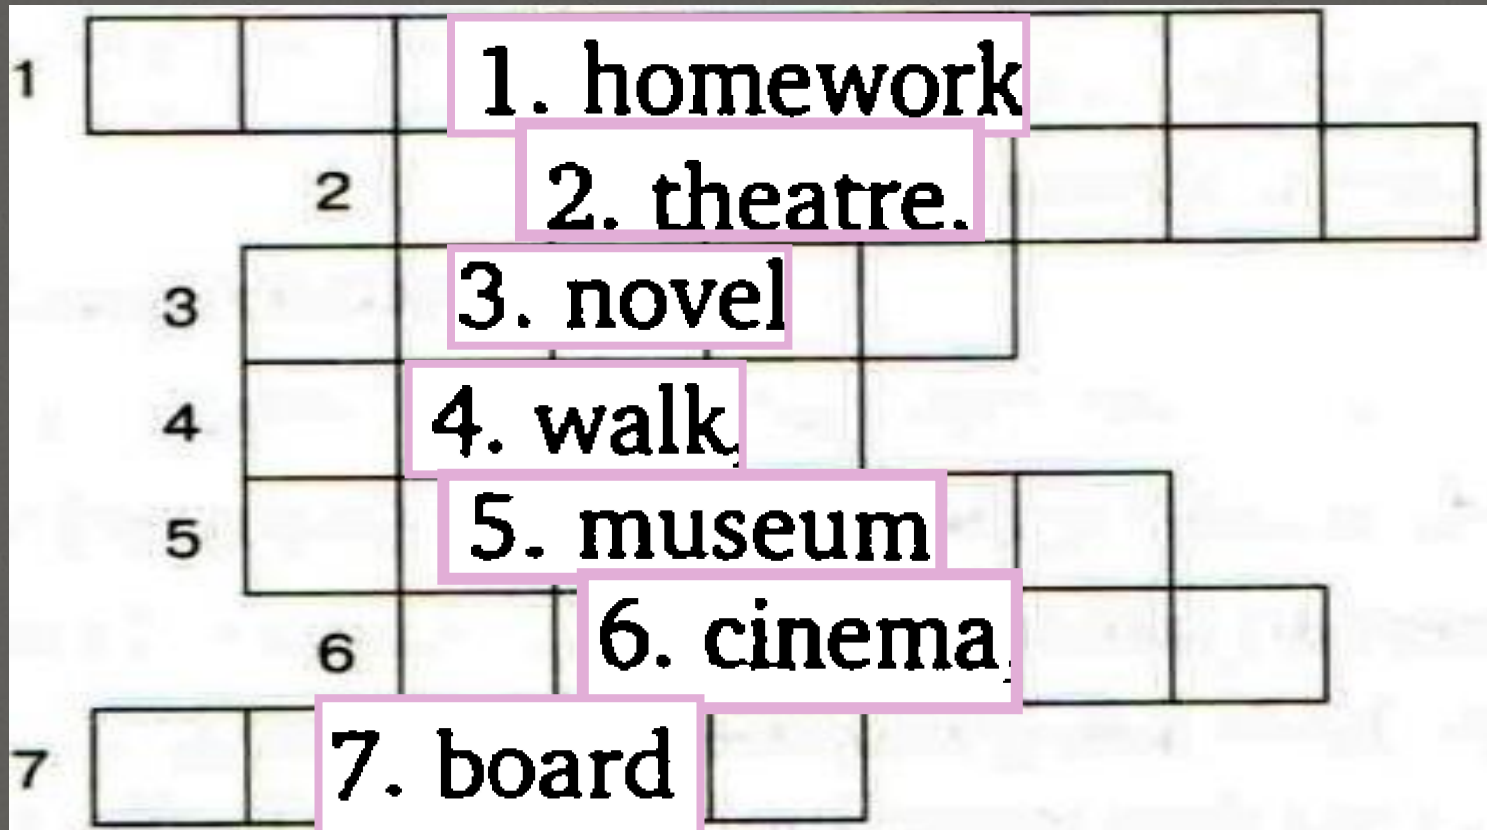 1 1. homework
2 2. theatre.
3 3. novel
4 4. walk
5 5. museum
6 6. cinema
7 7. board